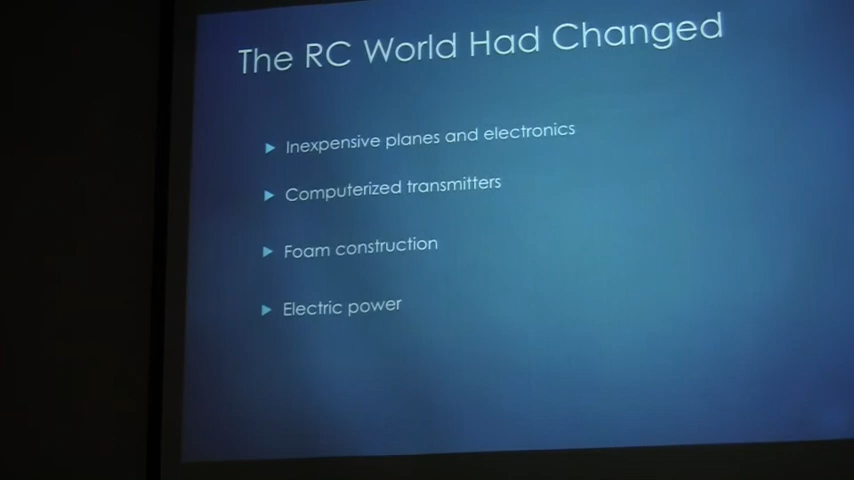 The RC World Had Changed
Inexpensive planes and electronics
Computerized transmitters
Foam construction
Electric power